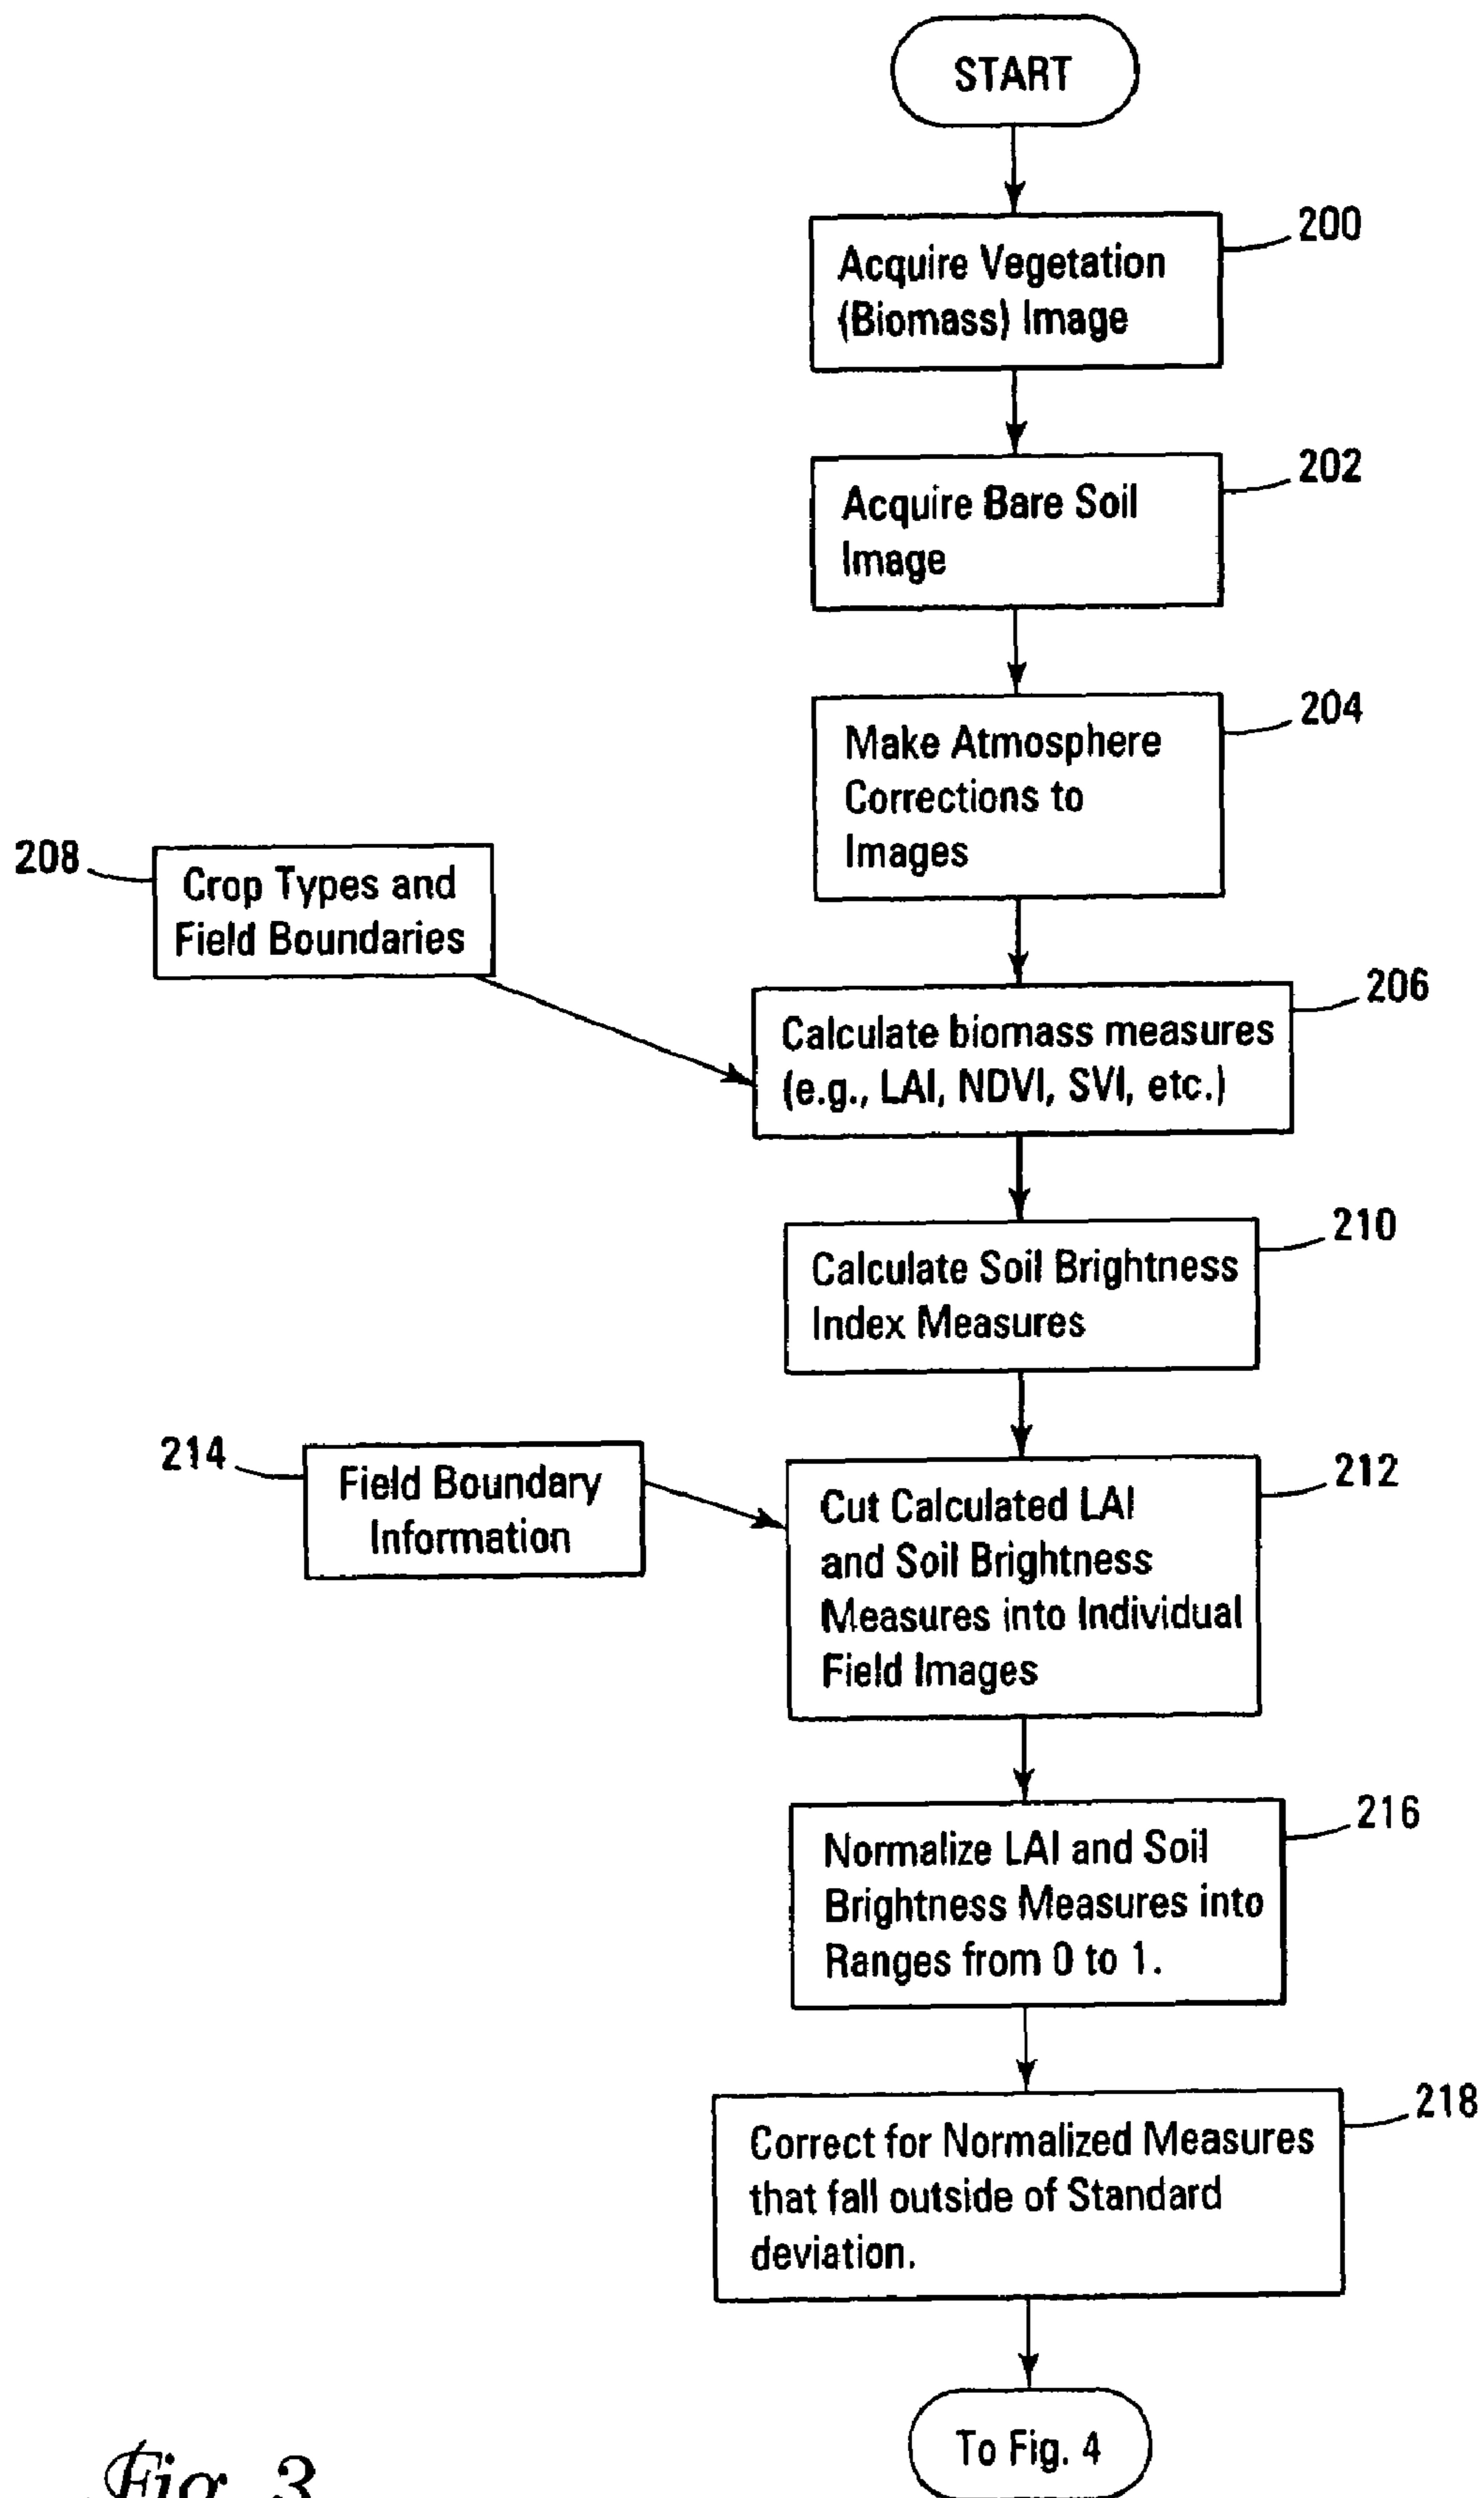 START
200
Acquire Vegetation
(Biomass) Image
202
Acquire Bare Soil
Image
204
Make Atmosphere
Corrections to
Images
208
Crop Types and
Field Boundaries
206
Calculate biomass measures
(e.g., LAI, NDVI, SVI, etc.)
210
Calculate Soil Brightness
Index Measures
214
Field Boundary
Information
212
Cut Calculated LAI
and Soil Brightness
Measures into Individual
Field Images
216
Normalize LAI and Soil
Brightness Measures into
Ranges from 0 to 1.
218
Correct for Normalized Measures
that fall outside of Standard
deviation.
To Fig. 4
Fig. 3